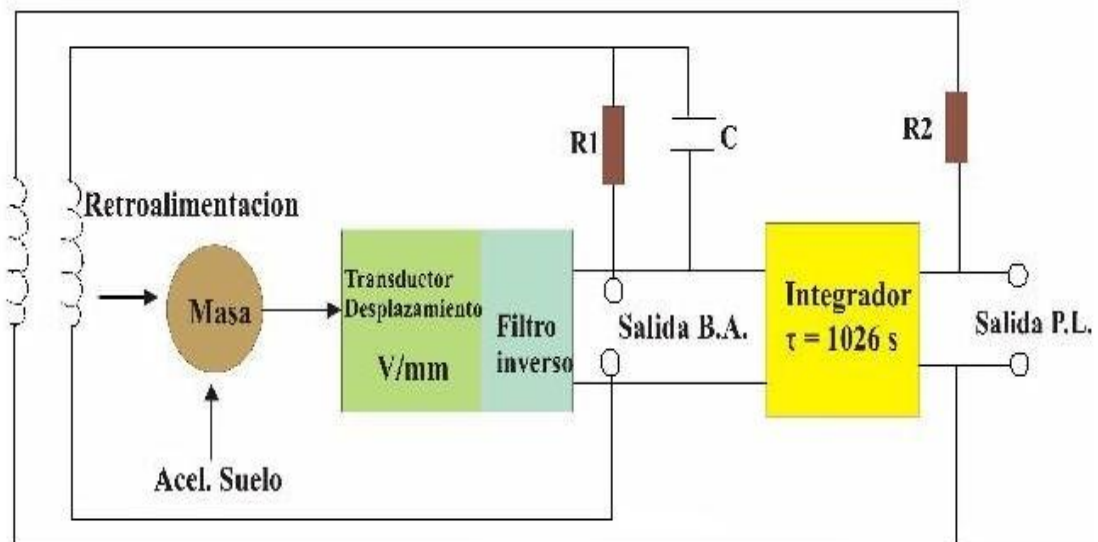 R1
C
R2
Retroalimentacion
Masa
Transductor
Desplazamiento
V/mm
Filtro
inverso
Salida B.A.
Integrador
τ = 1026 s
Salida P.L.
Acel. Suelo